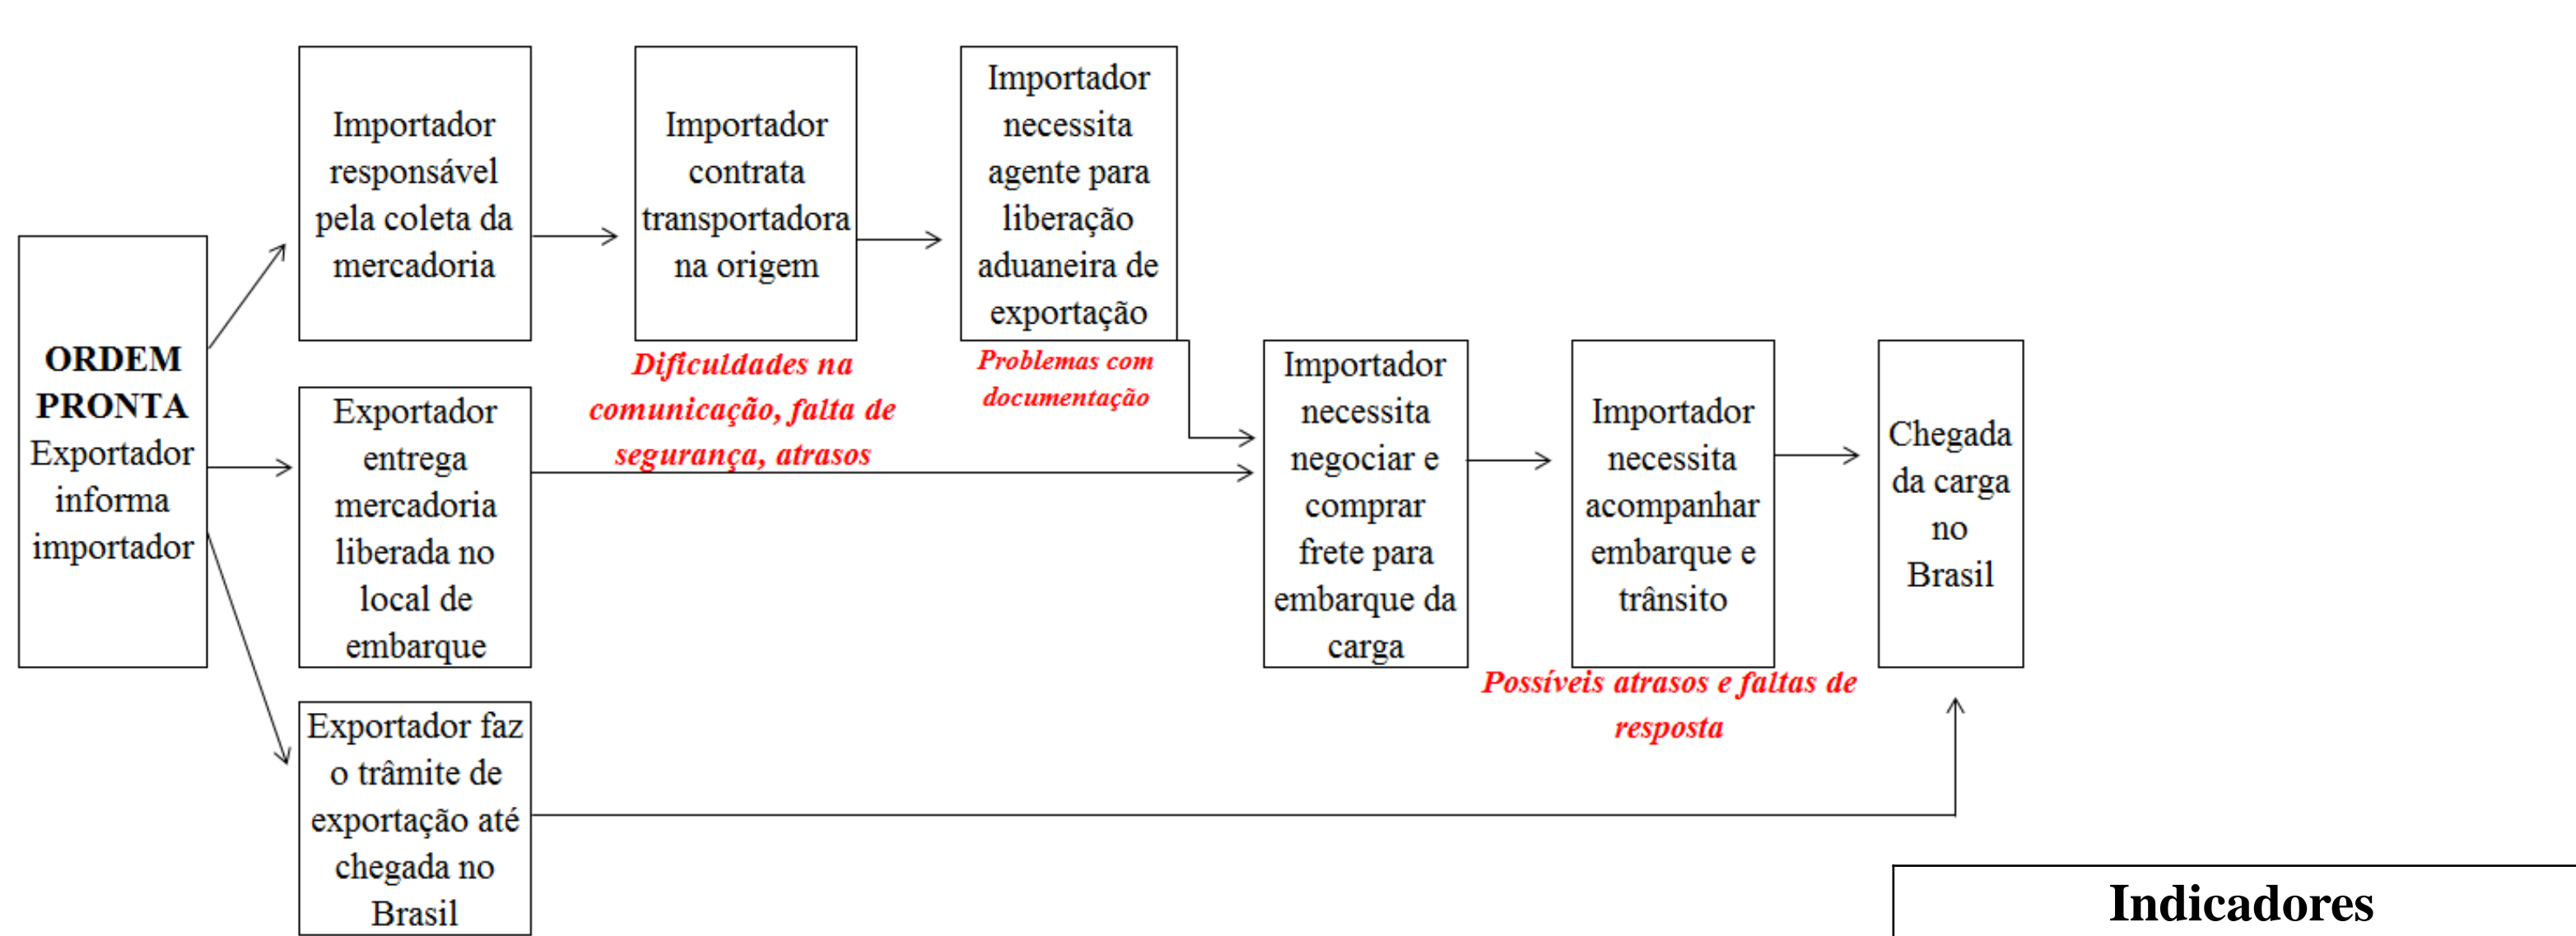 ORDEM
PRONTA
Exportador
informa
importador
Importador
responsável
pela coleta da
mercadoria
Importador
contrata
transportadora
na origem
Dificuldades na
comunicação, falta de
segurança, atrasos
Importador
necessita
agente para
liberação
aduaneira de
exportação
Problemas com
documentação
Exportador
entrega
mercadoria
liberada no
local de
embarque
Exportador faz
o trâmite de
exportação até
chegada no
Brasil
Importador
necessita
negociar e
comprar
frete para
embarque da
carga
Importador
necessita
acompanhar
embarque e
trânsito
Possíveis atrasos e faltas de
resposta
Chegada
da carga
no
Brasil
Indicadores